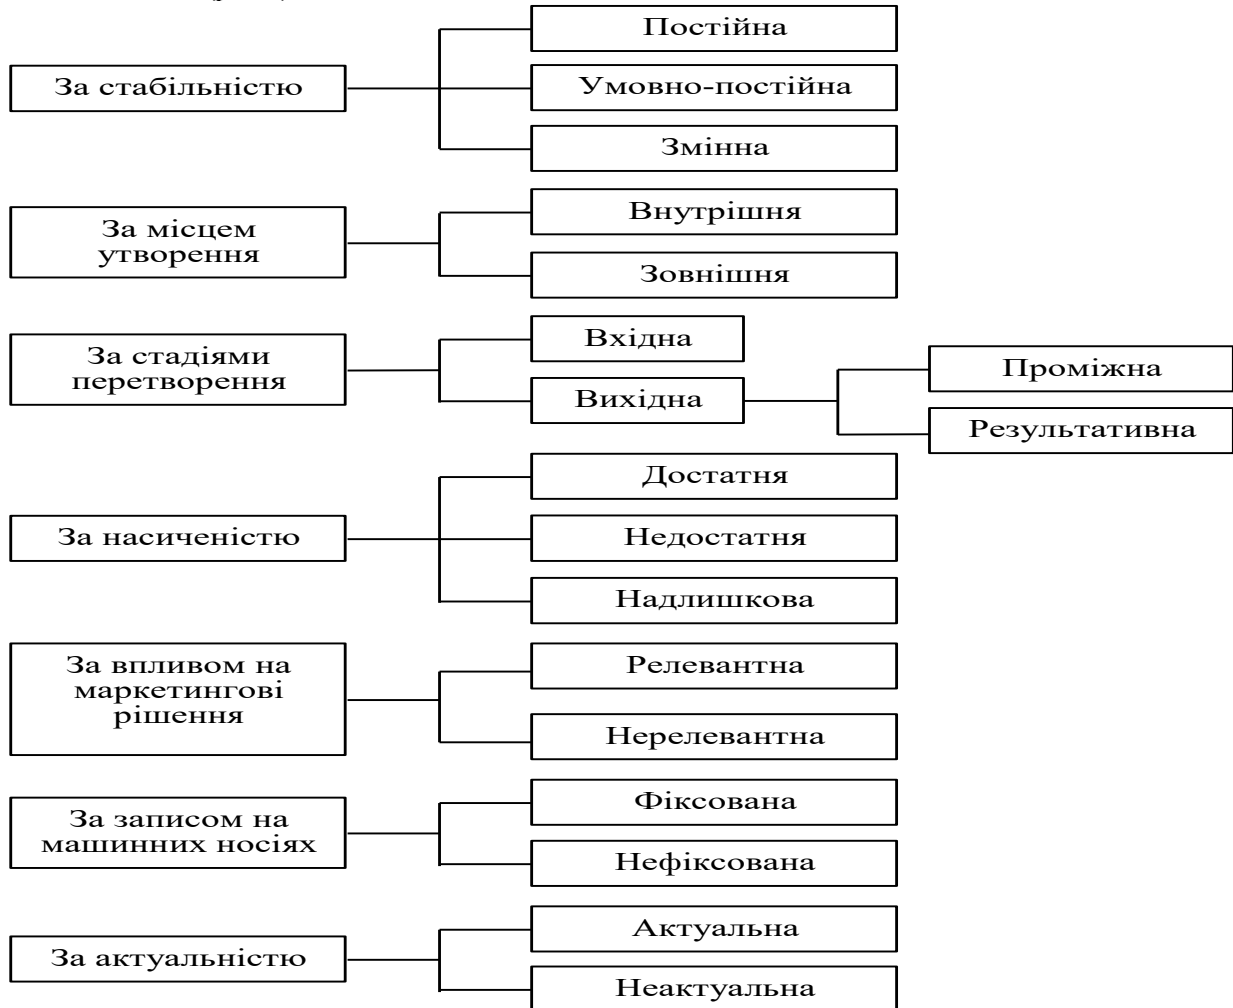 За стабільністю
Постійна
Умовно-постійна
Змінна
За місцем
утворення
Внутрішня
Зовнішня
За стадіями
перетворення
Вхідна
Вихідна
Проміжна
Результативна
За насиченістю
Достатня
Недостатня
Надлишкова
За впливом на
маркетингові
рішення
Релевантна
Нерелевантна
За записом на
машинних носіях
Фіксована
Нефіксована
За актуальністю
Актуальна
Неактуальна